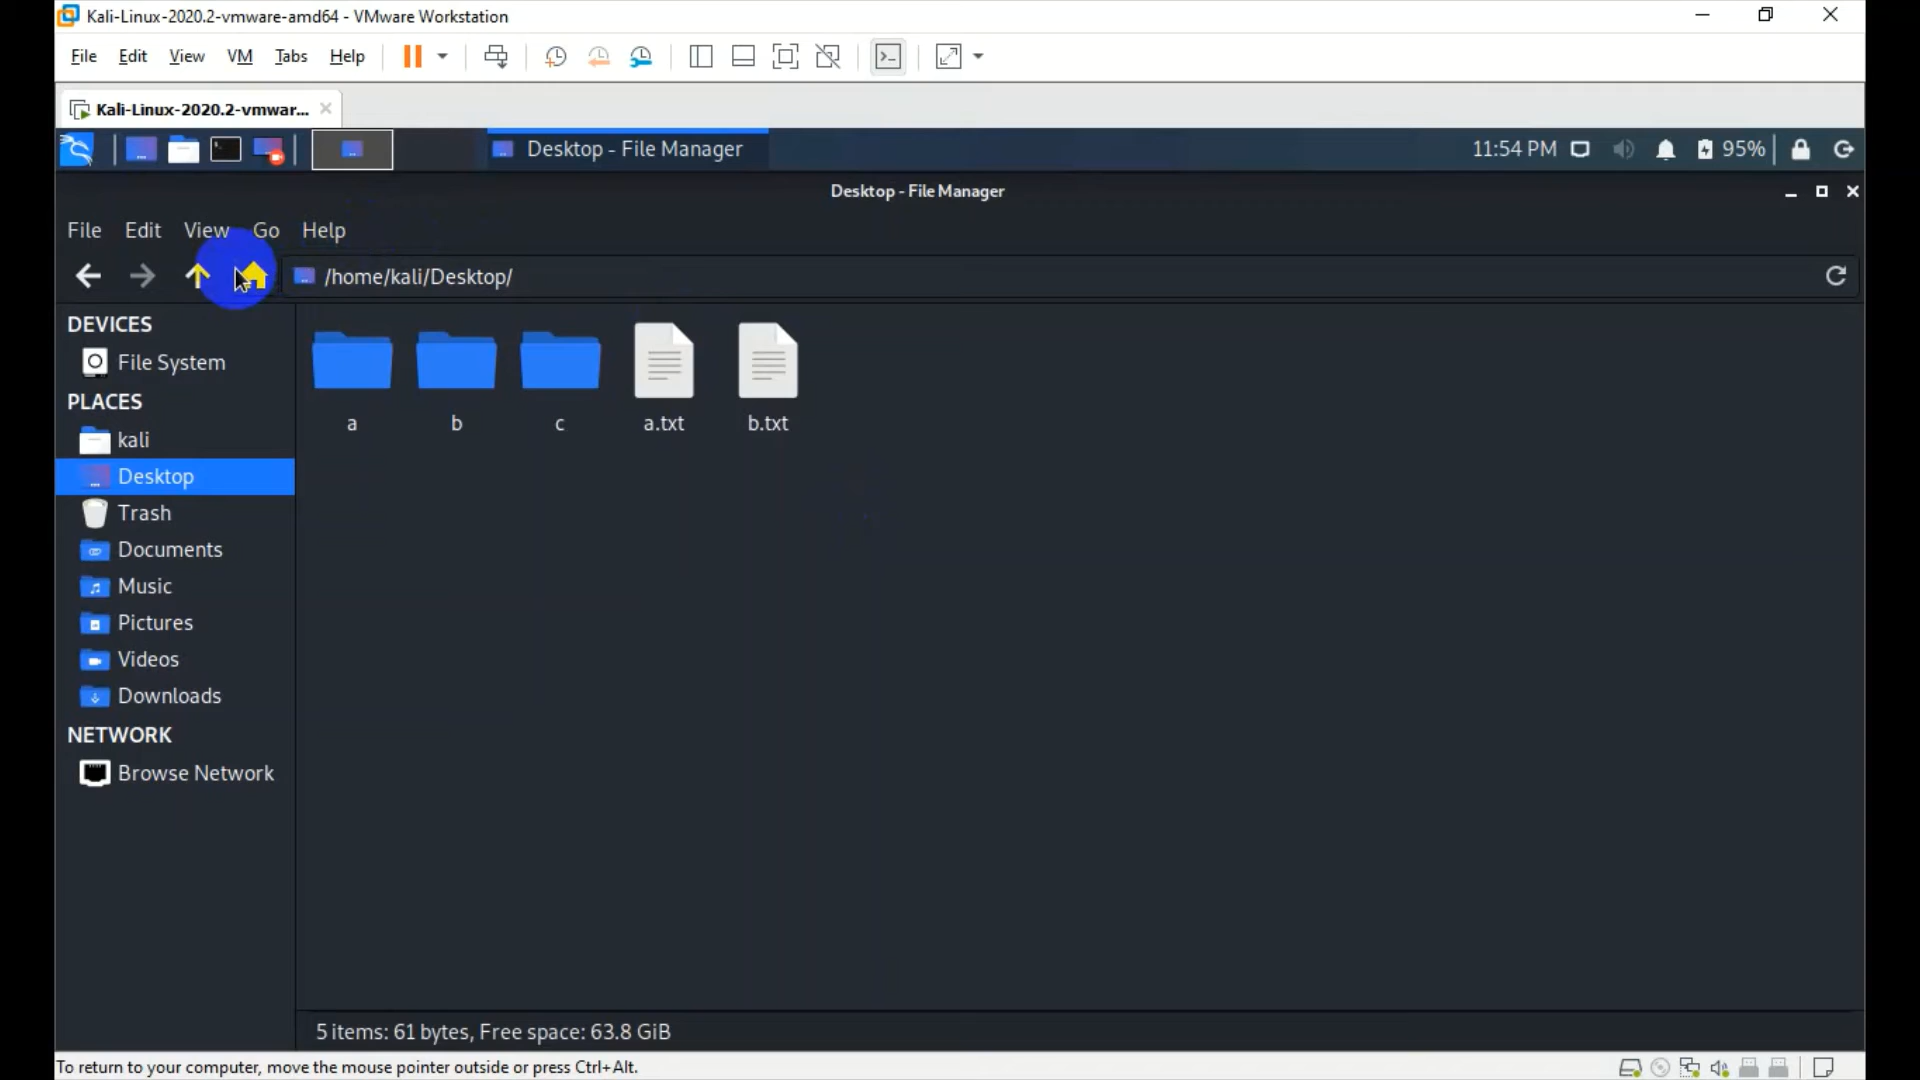 Kali-Linux-2020.2-vmware-amd64 - VMware Workstation
File Edit View VM Tabs Help
Kali-Linux-2020.2-vmwar...
Desktop - File Manager 11:54 PM 95%
Desktop - File Manager
File Edit View Go Help
/home/kali/Desktop/
DEVICES
File System
PLACES
kali
Desktop
Trash
Documents
Music
Pictures
Videos
Downloads
NETWORK
Browse Network
a b c a.txt b.txt
5 items: 61 bytes, Free space: 63.8 GiB
To return to your computer, move the mouse pointer outside or press Ctrl+Alt.